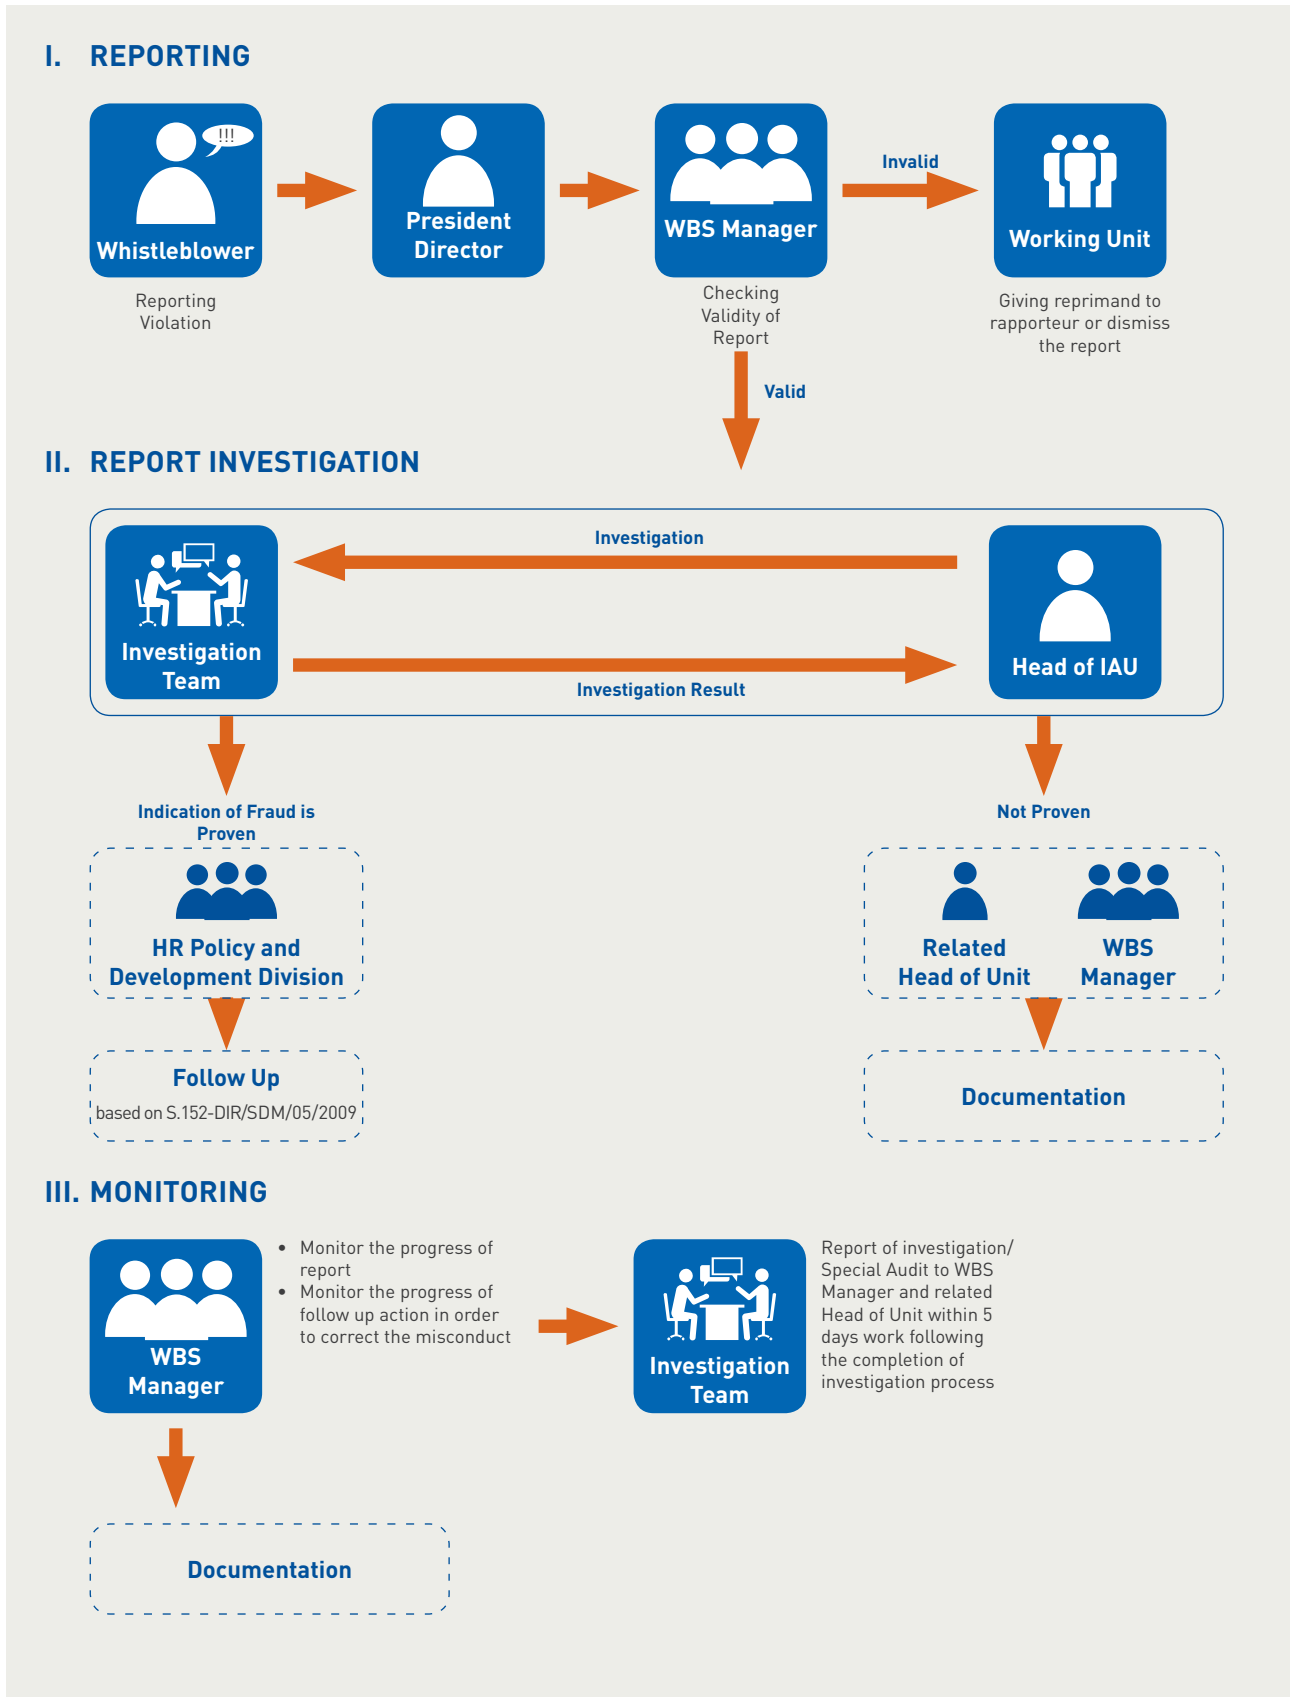 I. REPORTING
!!!
Whistleblower
Reporting
Violation
President
Director
WBS Manager
Checking
Validity of
Report
Invalid
Working Unit
Giving reprimand to
rapporteur or dismiss
the report
Valid
II. REPORT INVESTIGATION
Investigation
Team
Investigation
Investigation Result
Head of IAU
Indication of Fraud is
Proven
HR Policy and
Development Division
Follow Up
based on S.152-DIR/SDM/05/2009
Not Proven
Related
Head of Unit
WBS
Manager
Documentation
III. MONITORING
WBS
Manager
• Monitor the progress of
report
• Monitor the progress of
follow up action in order
to correct the misconduct
Investigation
Team
Report of investigation/
Special Audit to WBS
Manager and related
Head of Unit within 5
days work following
the completion of
investigation process
Documentation